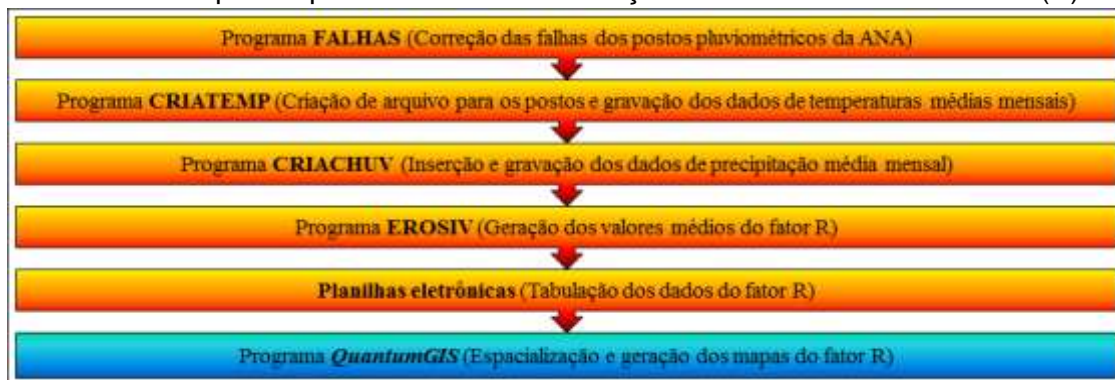 (
Programa FALHAS (Correção das falhas dos postos pluviométricos da ANA)
Programa CRIATEMP (Criação de arquivo para os postos e gravação dos dados de temperaturas médias mensais)
Programa CRIACHUV (Inserção e gravação dos dados de precipitação média mensal)
Programa EROSIV (Geração dos valores médios do fator R)
Planilhas eletrônicas (Tabulação dos dados do fator R)
Programa QuantumGIS (Espacialização e geração dos mapas do fator R)